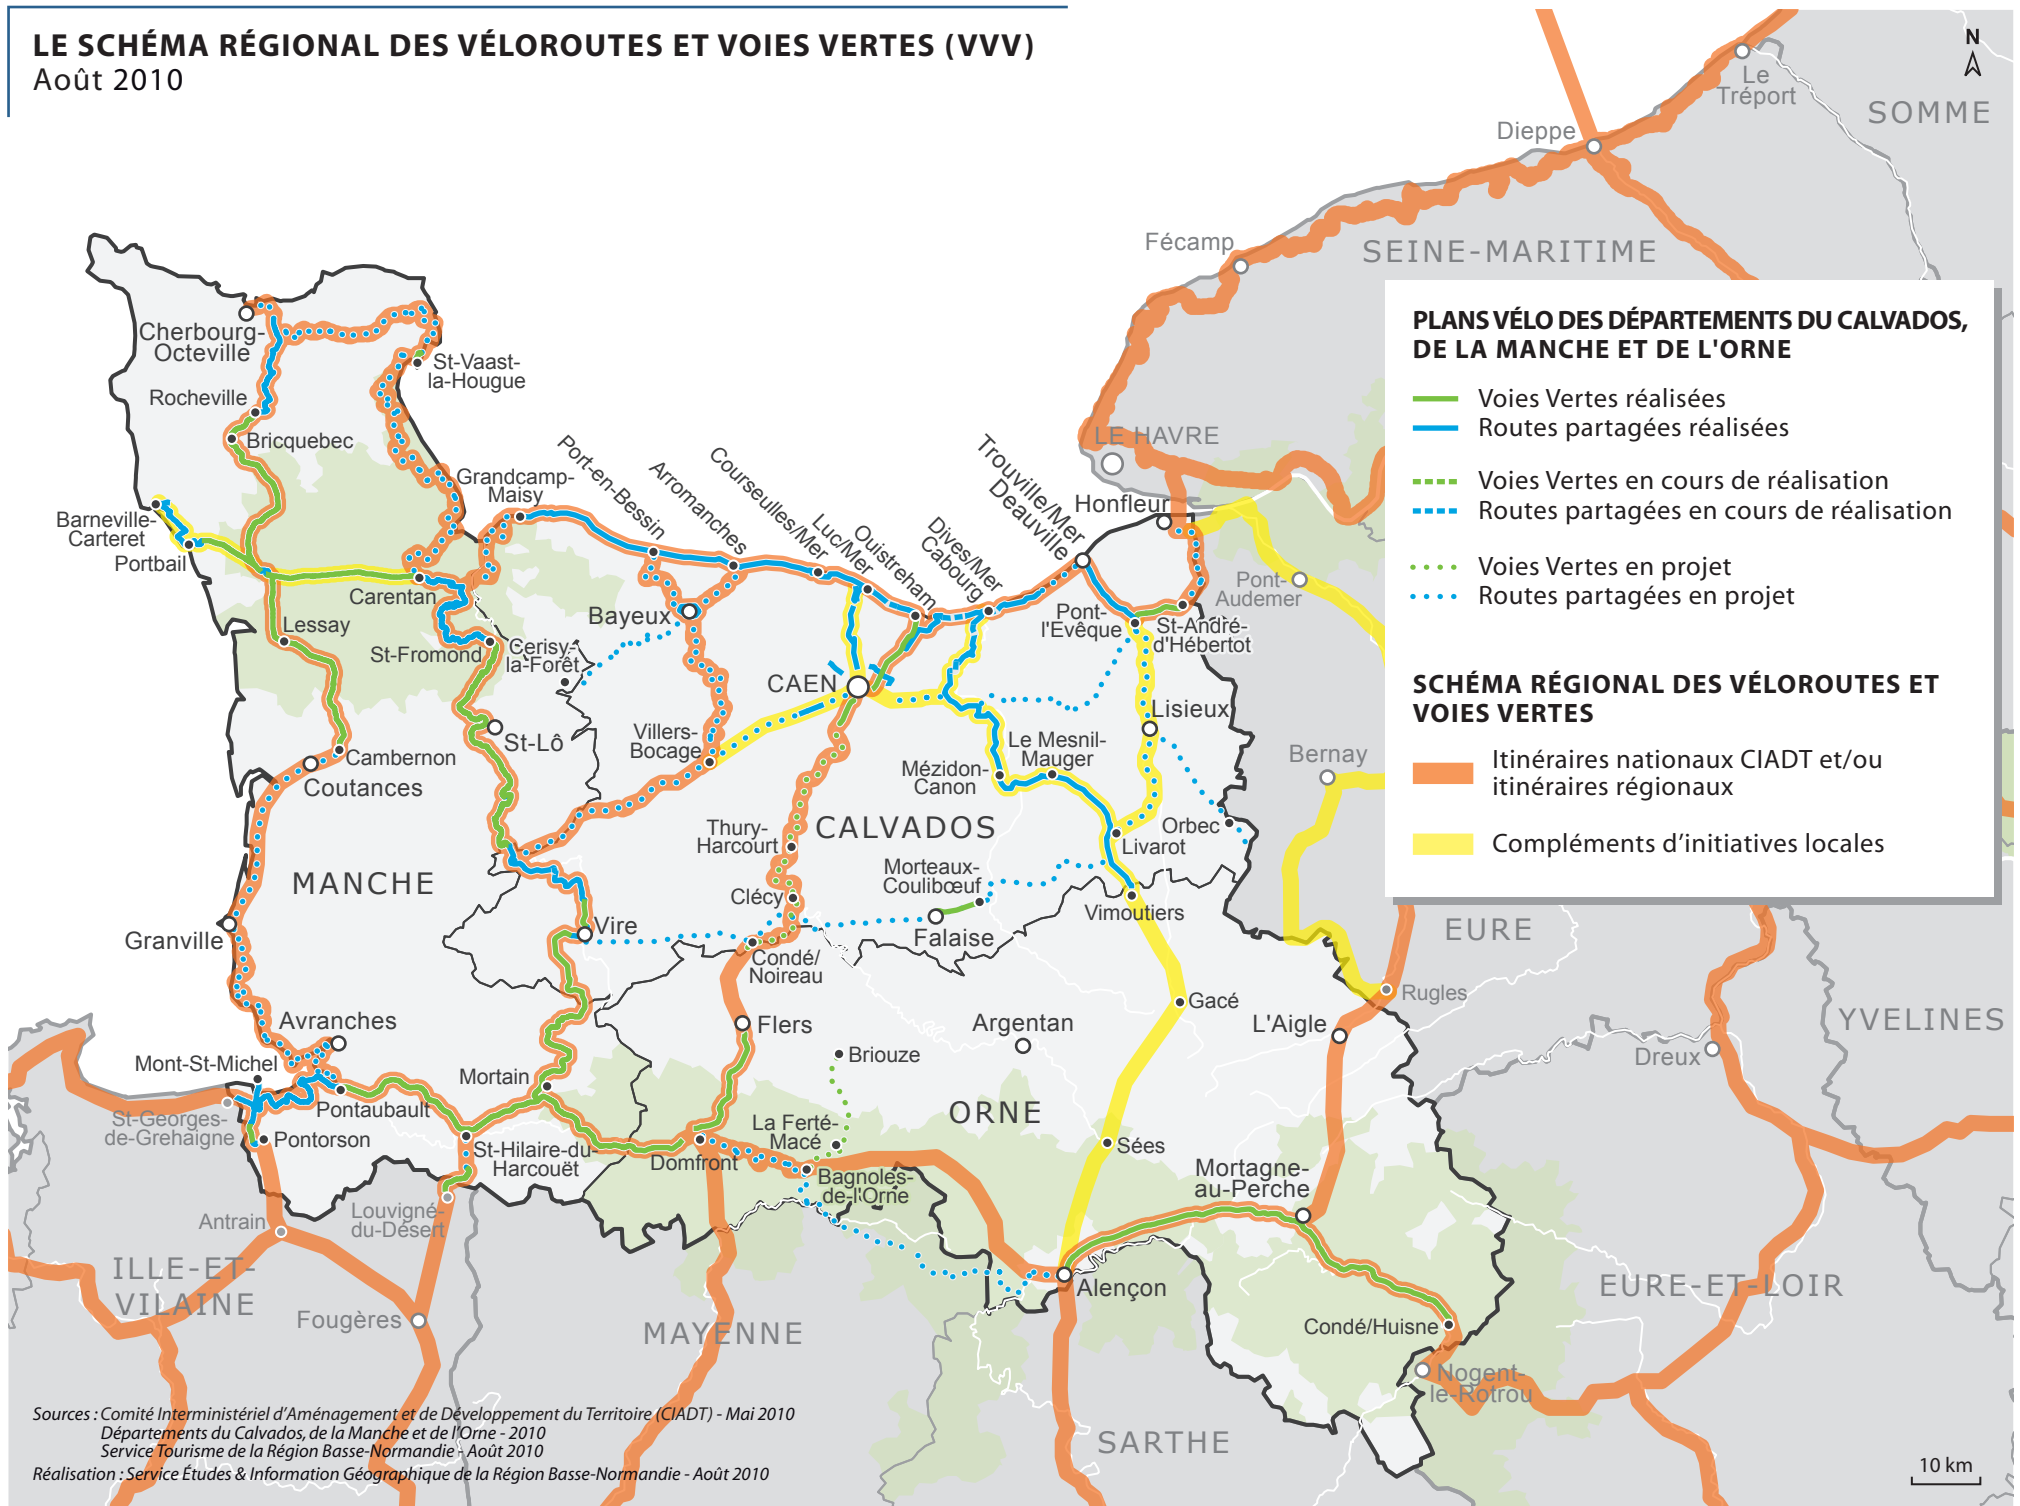 LE SCHÉMA RÉGIONAL DES VÉLOROUTES ET VOIES VERTES (VVV)
Août 2010
N
Le
Tréport
SOMME
Dieppe
Fécamp
SEINE-MARITIME
PLANS VÉLO DES DÉPARTEMENTS DU CALVADOS,
DE LA MANCHE ET DE L'ORNE
Voies Vertes réalisées
Routes partagées réalisées
Voies Vertes en cours de réalisation
Routes partagées en cours de réalisation
Voies Vertes en projet
Routes partagées en projet
SCHÉMA RÉGIONAL DES VÉLOROUTES ET
VOIES VERTES
Itinéraires nationaux CIADT et/ou
itinéraires régionaux
Compléments d'initiatives locales
Cherbourg-
Octeville
St-Vaast-
la-Hougue
Rocheville
Bricquebec
LE HAVRE
Grandcamp-
Maisy
Port-en-Bessin
Arromanches
Courseulles/Mer
Luc/Mer
Ouistreham
Dives/Mer
Cabourg
Trouville/Mer
Deauville
Honfleur
Barneville-
Carteret
Portbail
Carentan
Pont-
Audemer
Bayeux
Pont-
l'Evêque
St-André-
d'Hébertot
Lessay
St-Fromond
Cerisy-
la-Forêt
CAEN
Lisieux
St-Lô
Villers-
Bocage
Le Mesnil-
Mauger
Mézidon-
Canon
Bernay
Cambernon
Coutances
Thury-
Harcourt
CALVADOS
Orbec
Livarot
MANCHE
Morteaux-
Coulibœuf
Clécy
Vimoutiers
Granville
Vire
Falaise
EURE
Condé/
Noireau
Rugles
Gacé
YVELINES
Avranches
Flers
Argentan
L'Aigle
Dreux
Mont-St-Michel
Briouze
Mortain
St-Georges-
de-Grehaigne
Pontaubault
ORNE
Pontorson
La Ferté-
Macé
Sées
St-Hilaire-du-
Harcouët
Domfront
Bagnoles-
de-l'Orne
Mortagne-
au-Perche
Antrain
Louvigné-
du-Désert
ILLE-ET-
VILAINE
Alençon
EURE-ET-LOIR
Fougères
MAYENNE
Condé/Huisne
Nogent-
le-Rotrou
SARTHE
Sources : Comité Interministériel d'Aménagement et de Développement du Territoire (CIADT) - Mai 2010
Départements du Calvados, de la Manche et de l'Orne - 2010
Service Tourisme de la Région Basse-Normandie - Août 2010
Réalisation : Service Études & Information Géographique de la Région Basse-Normandie - Août 2010
10 km